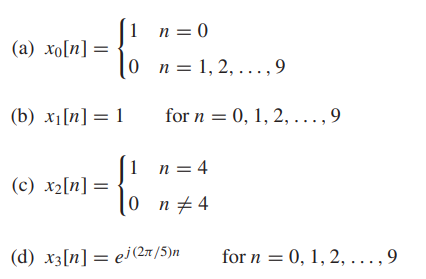 (a) x₀[n] = { 1 n = 0
0 n = 1, 2, . . . , 9
(b) x₁[n] = 1 for n = 0, 1, 2, . . . , 9
(c) x₂[n] = { 1 n = 4
0 n ≠ 4
(d) x₃[n] = e^{j(2π/5)n} for n = 0, 1, 2, . . . , 9